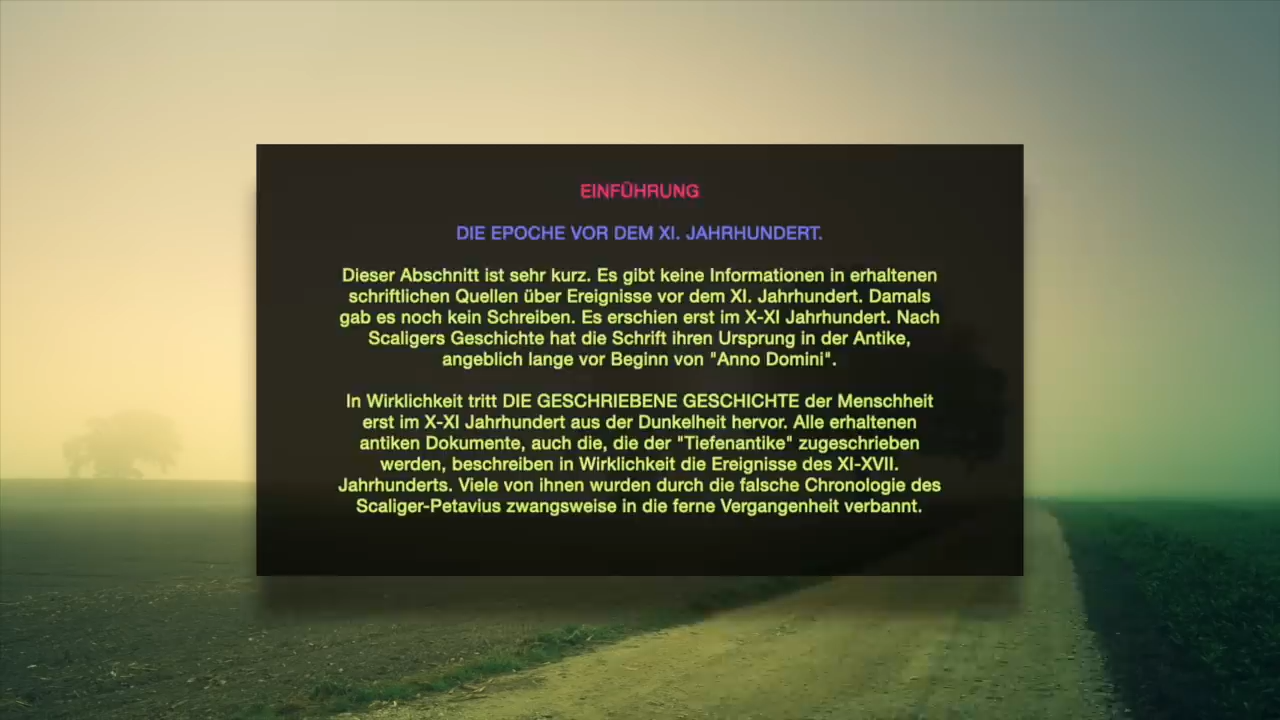 EINFÜHRUNG
DIE EPOCHE VOR DEM XI. JAHRHUNDERT.
Dieser Abschnitt ist sehr kurz. Es gibt keine Informationen in erhaltenen
schriftlichen Quellen über Ereignisse vor dem XI. Jahrhundert. Damals
gab es noch kein Schreiben. Es erschien erst im X-XI Jahrhundert. Nach
Scaligers Geschichte hat die Schrift ihren Ursprung in der Antike,
angeblich lange vor Beginn von "Anno Domini".
In Wirklichkeit tritt DIE GESCHRIEBENE GESCHICHTE der Menschheit
erst im X-XI Jahrhundert aus der Dunkelheit hervor. Alle erhaltenen
antiken Dokumente, auch die, die der "Tiefenantike" zugeschrieben
werden, beschreiben in Wirklichkeit die Ereignisse des XI-XVII.
Jahrhunderts. Viele von ihnen wurden durch die falsche Chronologie des
Scaliger-Petavius zwangsweise in die ferne Vergangenheit verbannt.